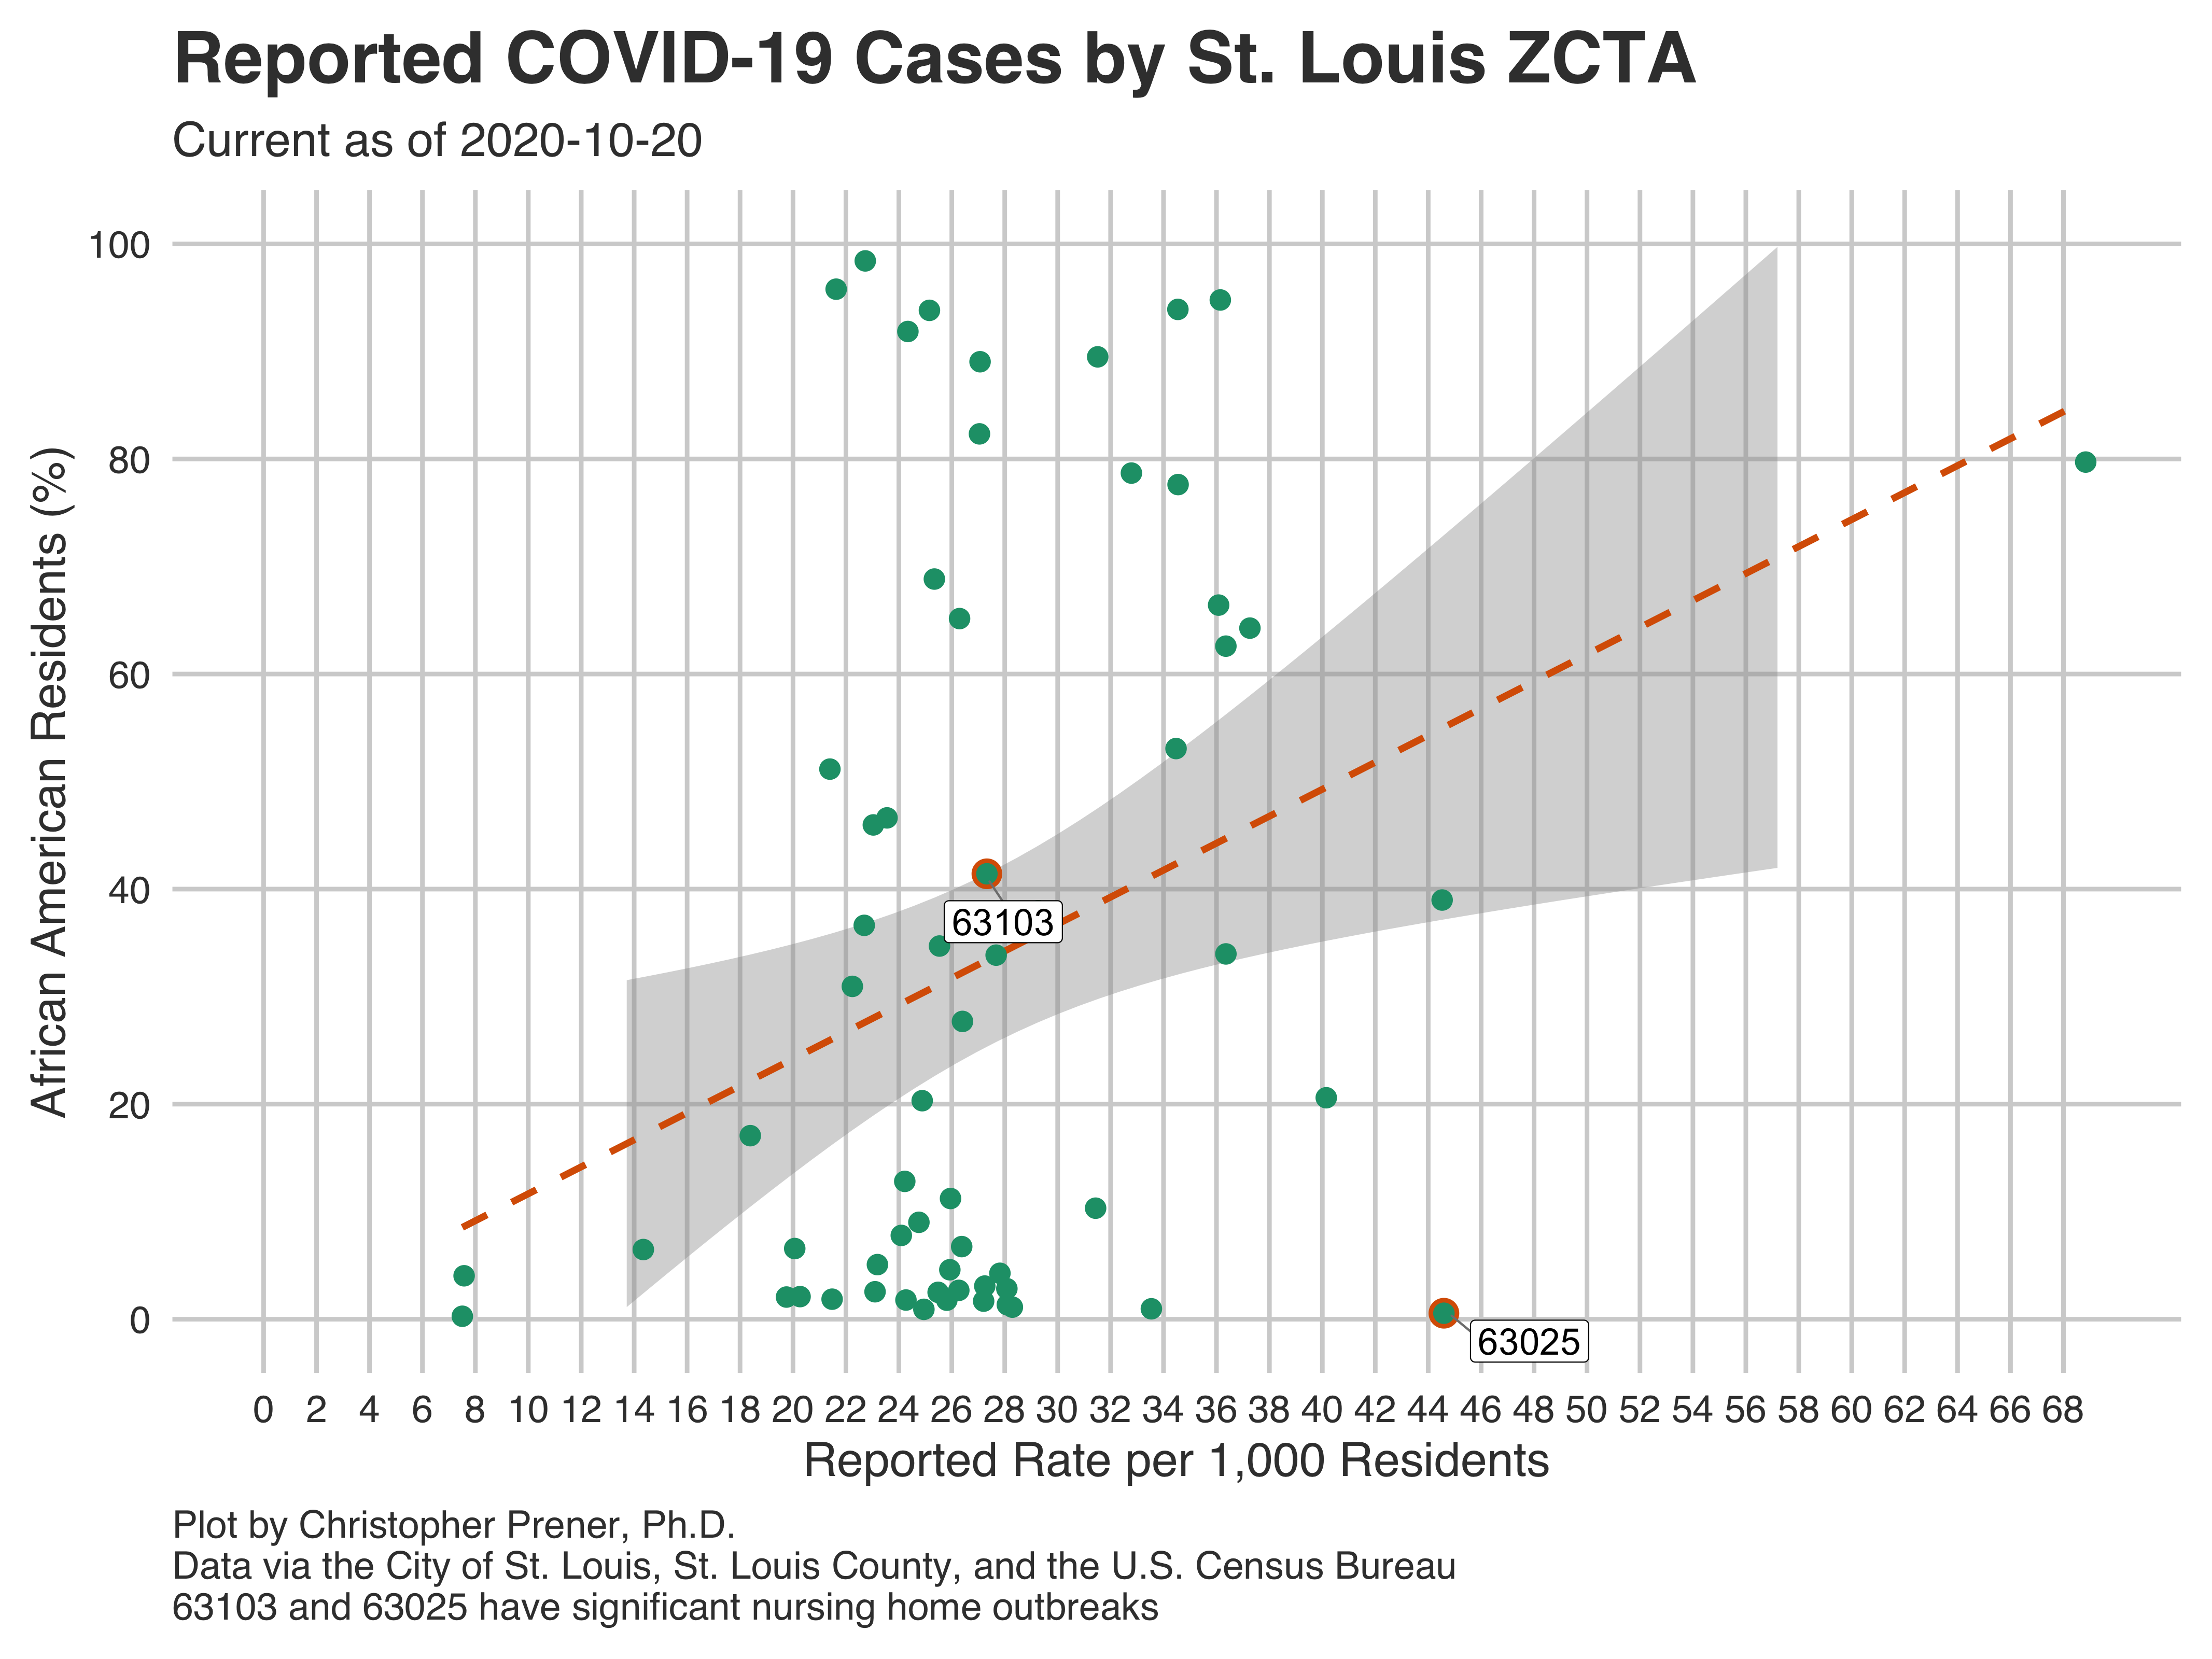 Reported COVID-19 Cases by St. Louis ZCTA
Current as of 2020-10-20
African American Residents (%)
100
80
60
40
20
0
63103
63025
0 2 4 6 8 10 12 14 16 18 20 22 24 26 28 30 32 34 36 38 40 42 44 46 48 50 52 54 56 58 60 62 64 66 68
Reported Rate per 1,000 Residents
Plot by Christopher Prener, Ph.D.
Data via the City of St. Louis, St. Louis County, and the U.S. Census Bureau
63103 and 63025 have significant nursing home outbreaks